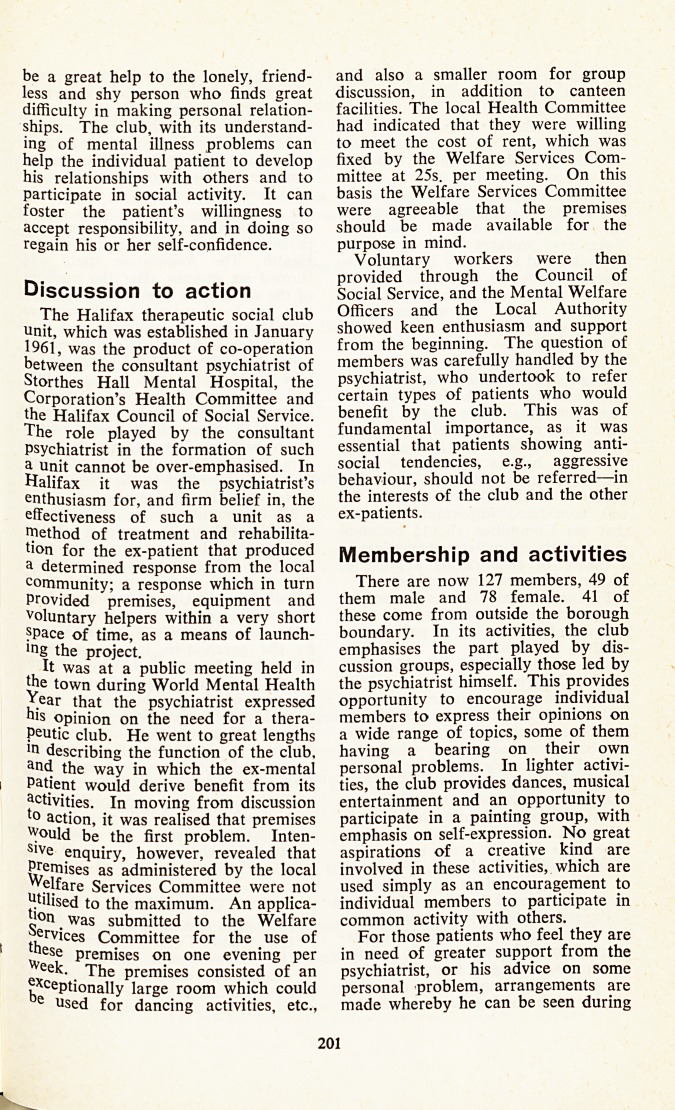 be a great help to the lonely, friend-
less and shy person who finds great
difficulty in making personal relation-
ships. The club, with its understand-
ing of mental illness problems can
help the individual patient to develop
his relationships with others and to
participate in social activity. It can
foster the patient's willingness to
accept responsibility, and in doing so
regain his or her self-confidence.
Discussion to action
The Halifax therapeutic social club
unit, which was established in January
1961, was the product of co-operation
between the consultant psychiatrist of
Storthes Hall Mental Hospital, the
Corporation's Health Committee and
the Halifax Council of Social Service.
The role played by the consultant
psychiatrist in the formation of such
a unit cannot be over-emphasised. In
Halifax it was the psychiatrist's
enthusiasm for, and firm belief in, the
effectiveness of such a unit as a
method of treatment and rehabilita-
tion for the ex-patient that produced
a determined response from the local
community; a response which in turn
provided premises, equipment and
voluntary helpers within a very short
space of time, as a means of launch-
ing the project.
It was at a public meeting held in
the town during World Mental Health
Year that the psychiatrist expressed
his opinion on the need for a thera-
peutic club. He went to great lengths
in describing the function of the club,
and the way in which the ex-mental
patient would derive benefit from its
activities. In moving from discussion
to action, it was realised that premises
would be the first problem. Inten-
sive enquiry, however, revealed that
premises as administered by the local
Welfare Services Committee were not
utilised to the maximum. An applica-
tion was submitted to the Welfare
Services Committee for the use of
these premises on one evening per
week. The premises consisted of an
exceptionally large room which could
be used for dancing activities, etc.,
and also a smaller room for group
discussion, in addition to canteen
facilities. The local Health Committee
had indicated that they were willing
to meet the cost of rent, which was
fixed by the Welfare Services Com-
mittee at 25s. per meeting. On this
basis the Welfare Services Committee
were agreeable that the premises
should be made available for the
purpose in mind.
Voluntary workers were then
provided through the Council of
Social Service, and the Mental Welfare
Officers and the Local Authority
showed keen enthusiasm and support
from the beginning. The question of
members was carefully handled by the
psychiatrist, who undertook to refer
certain types of patients who would
benefit by the club. This was of
fundamental importance, as it was
essential that patients showing anti-
social tendencies, e.g., aggressive
behaviour, should not be referred—in
the interests of the club and the other
ex-patients.
Membership and activities
There are now 127 members, 49 of
them male and 78 female. 41 of
these come from outside the borough
boundary. In its activities, the club
emphasises the part played by dis-
cussion groups, especially those led by
the psychiatrist himself. This provides
opportunity to encourage individual
members to express their opinions on
a wide range of topics, some of them
having a bearing on their own
personal problems. In lighter activi-
ties, the club provides dances, musical
entertainment and an opportunity to
participate in a painting group, with
emphasis on self-expression. No great
aspirations of a creative kind are
involved in these activities, which are
used simply as an encouragement to
individual members to participate in
common activity with others.
For those patients who feel they are
in need of greater support from the
psychiatrist, or his advice on some
personal problem, arrangements are
made whereby he can be seen during
201